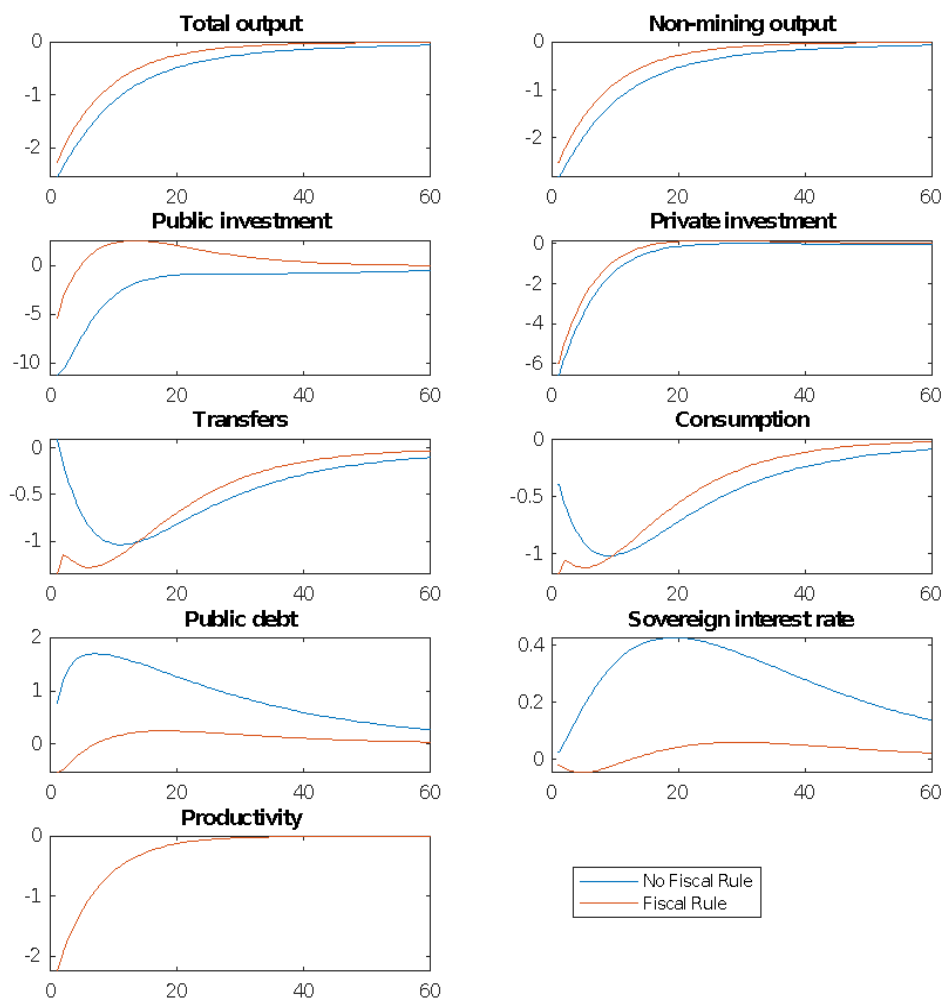 Total output
0
-1
-2
0 20 40 60
Non-mining output
0
-1
-2
0 20 40 60
Public investment
0
-5
-10
0 20 40 60
Private investment
0
-2
-4
-6
0 20 40 60
Transfers
0
-0.5
-1
0 20 40 60
Consumption
0
-0.5
-1
0 20 40 60
Public debt
2
1
0
0 20 40 60
Sovereign interest rate
0.4
0.2
0
0 20 40 60
Productivity
0
-1
-2
0 20 40 60
No Fiscal Rule
Fiscal Rule